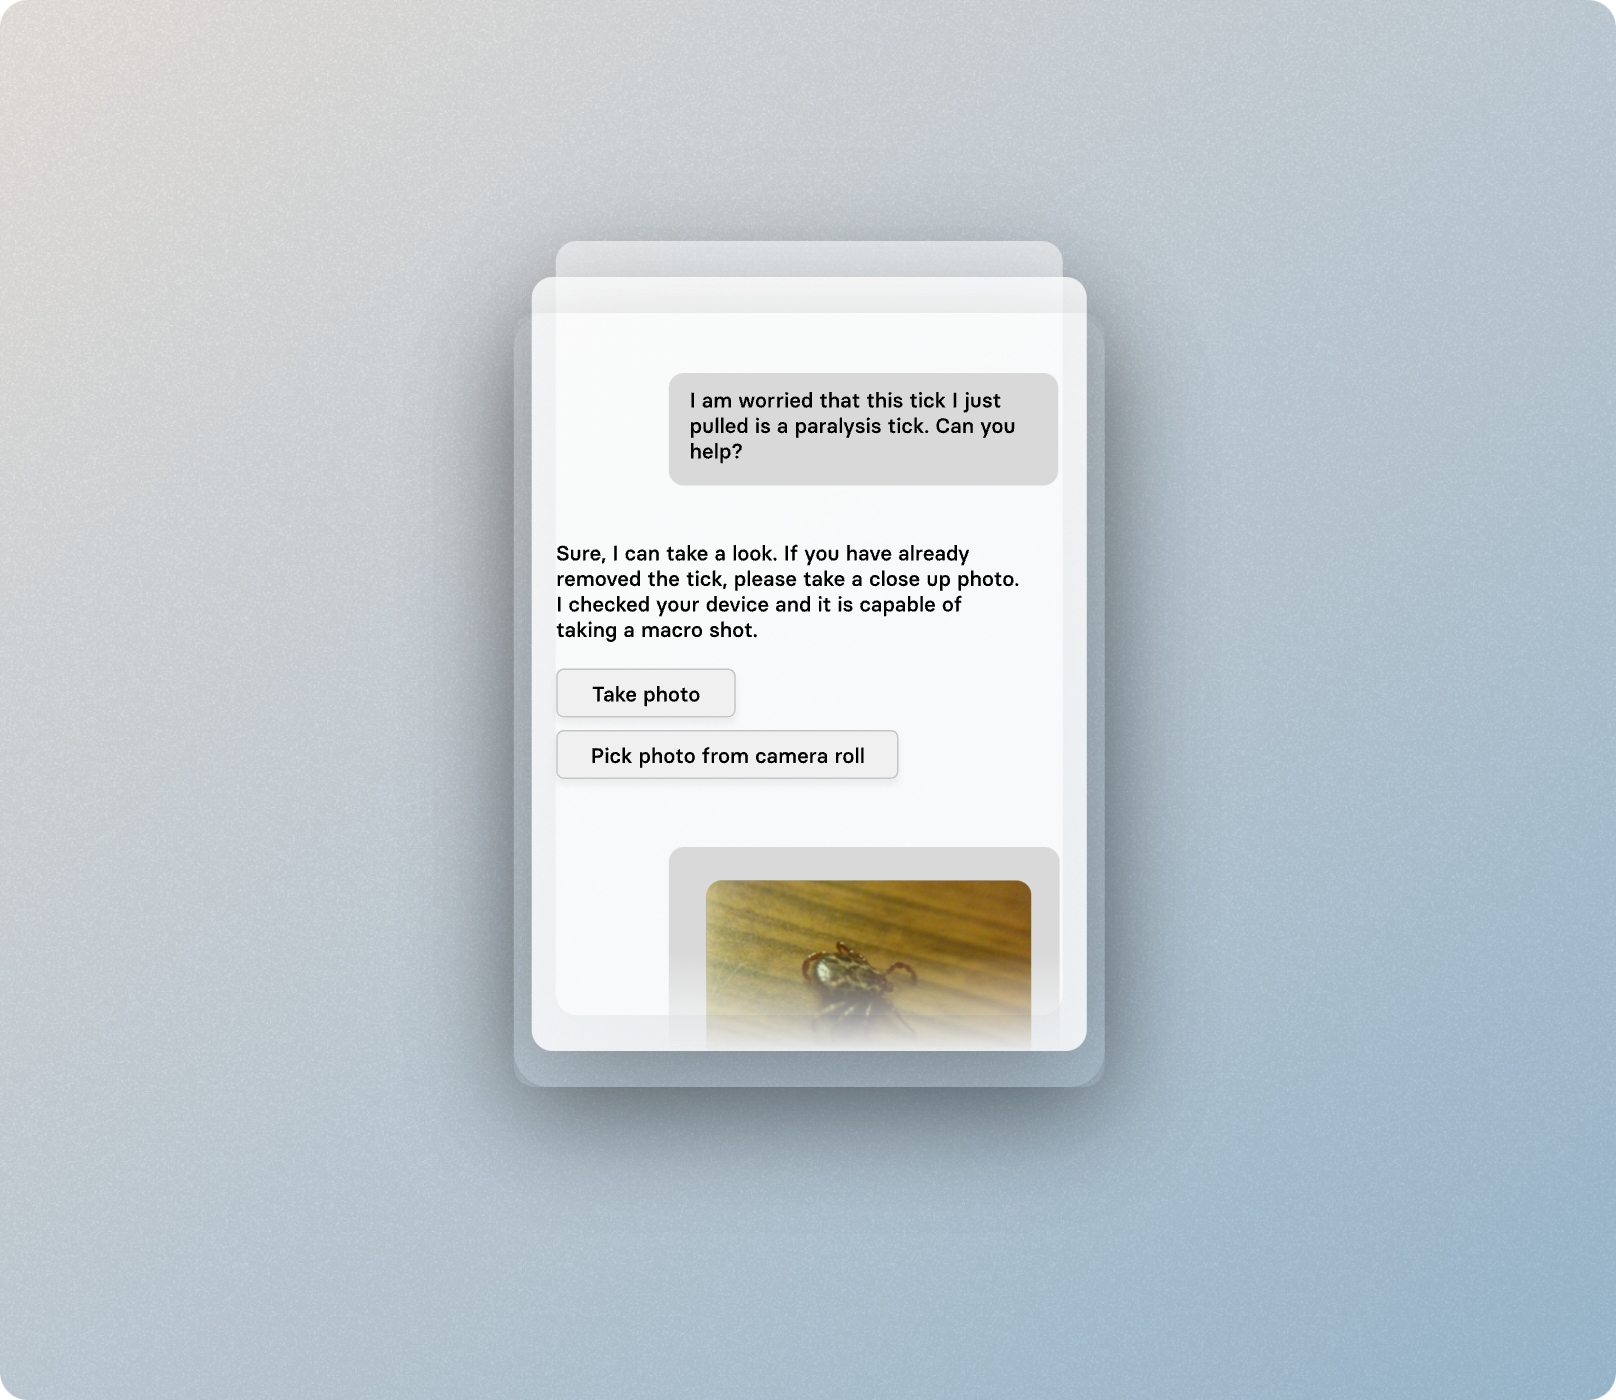 I am worried that this tick I just
pulled is a paralysis tick. Can you
help?
Sure, I can take a look. If you have already
removed the tick, please take a close up photo.
I checked your device and it is capable of
taking a macro shot.
Take photo
Pick photo from camera roll